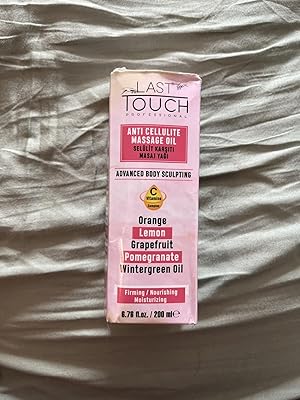 LAST
TOUCH
PROFESSIONAL
ANTI CELLULITE
MASSAGE OIL
SELÜLİT KARŞITI
MASAJ YAĞI
ADVANCED BODY SCULPTING
C
Vitamine
Complex
Orange
Lemon
Grapefruit
Pomegranate
Wintergreen Oil
Firming / Nourishing
Moisturizing
6.76 fl.oz. / 200 ml ℮